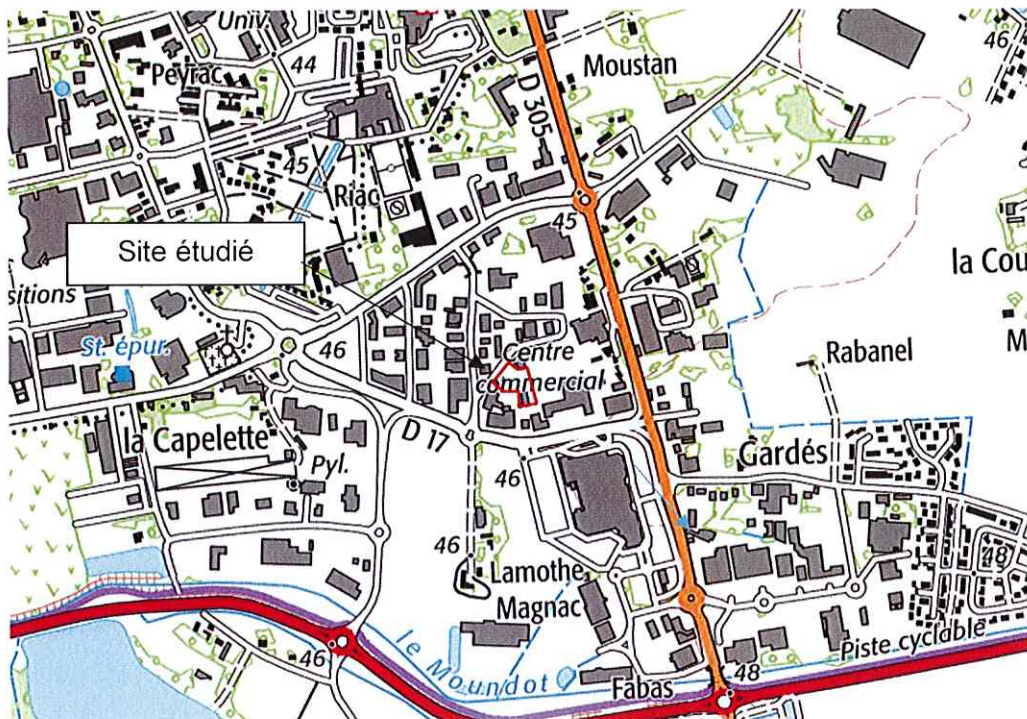 Univ.
Peyrac
44
Moustan
46
D 305
45
Riac
45
Site étudié
la Cou
sitions
M
St. épur.
46
Centre
commercial
Rabanel
la Capelette
D 17
Gardés
Pyl.
46
46
48
Lamothe
Magnac
le Moundot
46
Piste cyclable
Fabas
48